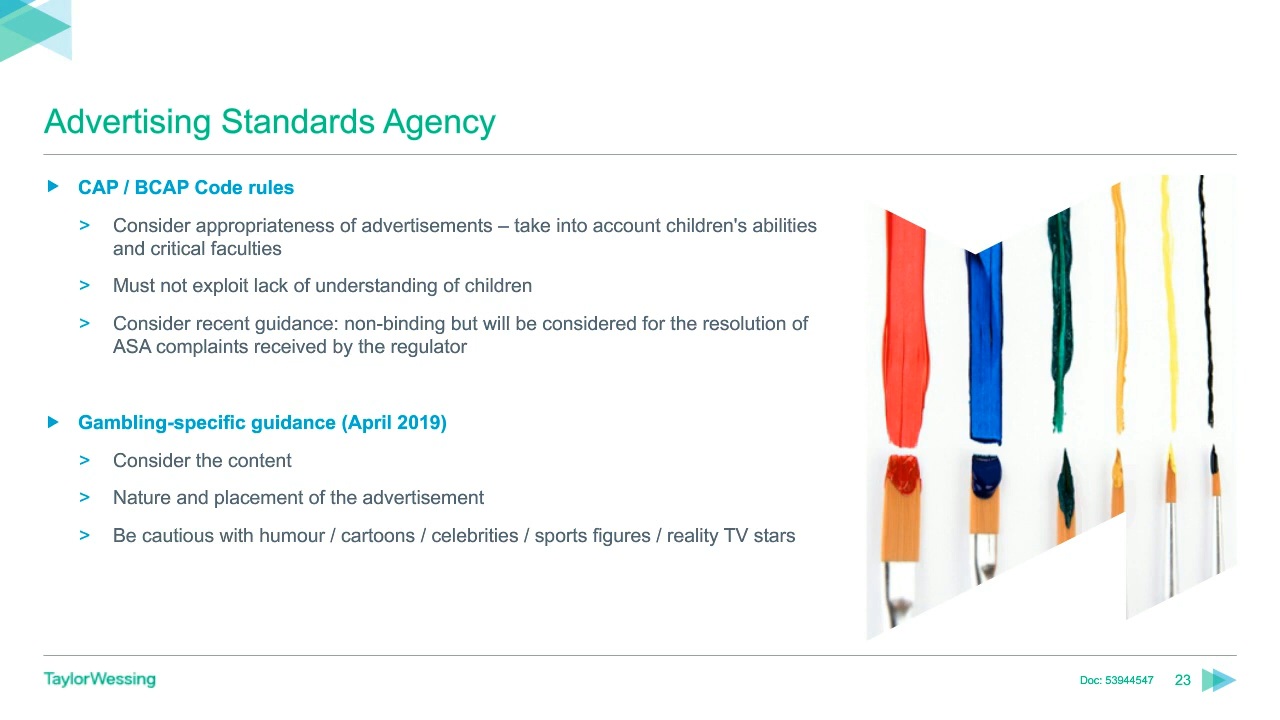 Advertising Standards Agency
CAP / BCAP Code rules
> Consider appropriateness of advertisements – take into account children's abilities
and critical faculties
> Must not exploit lack of understanding of children
> Consider recent guidance: non-binding but will be considered for the resolution of
ASA complaints received by the regulator
Gambling-specific guidance (April 2019)
> Consider the content
> Nature and placement of the advertisement
> Be cautious with humour / cartoons / celebrities / sports figures / reality TV stars
TaylorWessing
Doc: 53944547 23